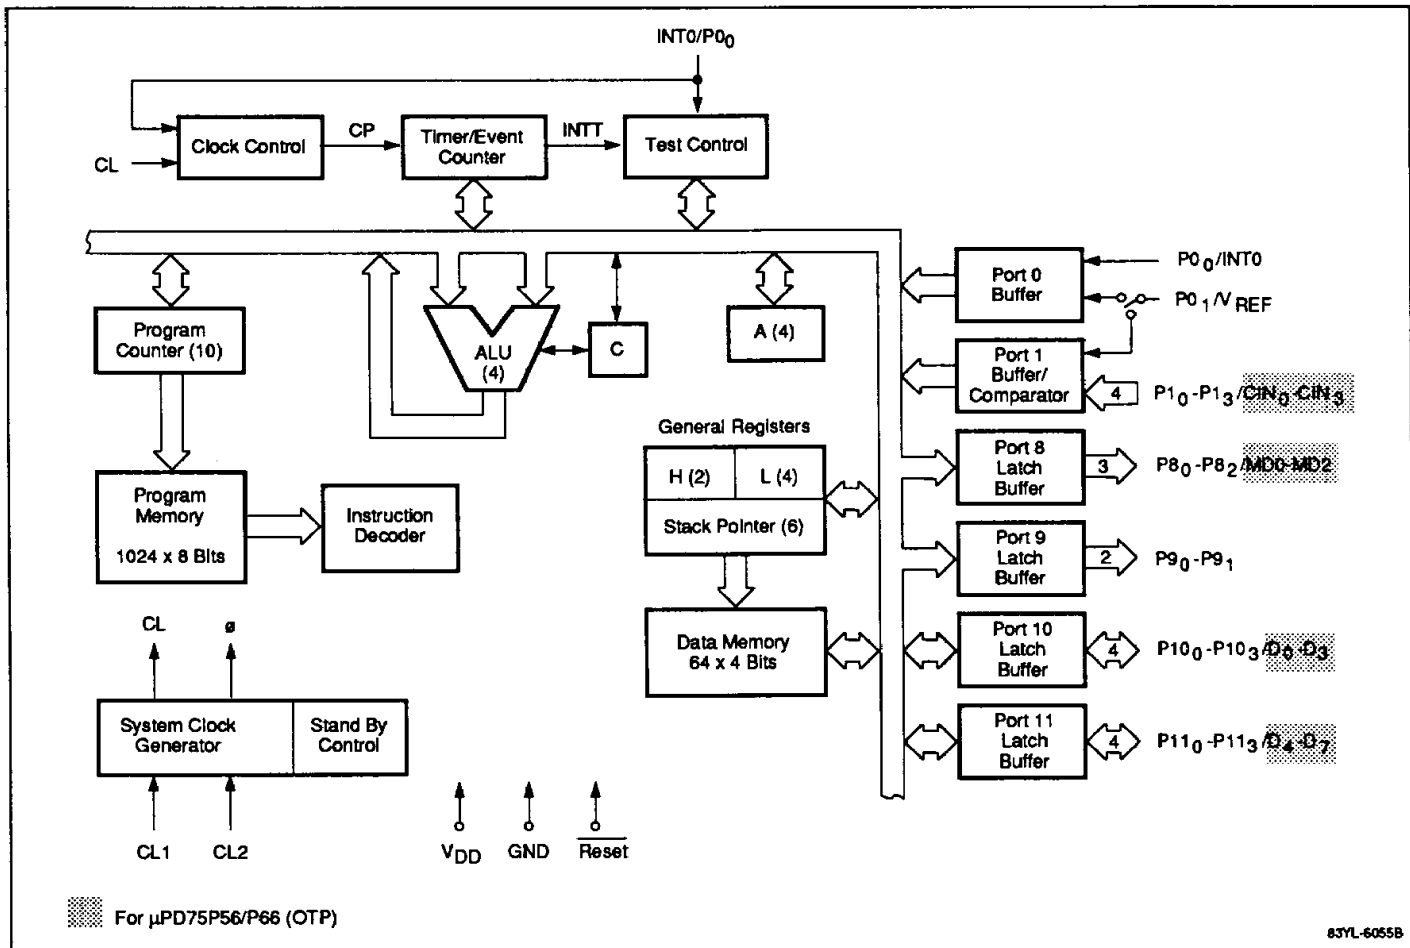 INT0/P0₀
Clock Control
CP
Timer/Event
Counter
INTT
Test Control
CL
Program
Counter (10)
ALU
(4)
C
A (4)
Port 0
Buffer
P0₀/INT0
P0₁/V REF
Port 1
Buffer/
Comparator
4
P1₀-P1₃/CIN₀-CIN₃
General Registers
H (2)
L (4)
Stack Pointer (6)
Port 8
Latch
Buffer
3
P8₀-P8₂/MD0-MD2
Program
Memory
1024 x 8 Bits
Instruction
Decoder
Port 9
Latch
Buffer
2
P9₀-P9₁
Data Memory
64 x 4 Bits
Port 10
Latch
Buffer
4
P10₀-P10₃/D₀-D₃
CL
ø
System Clock
Generator
Stand By
Control
Port 11
Latch
Buffer
4
P11₀-P11₃/D₄-D₇
CL1
CL2
VDD
GND
Reset
For µPD75P56/P66 (OTP)
83YL-6055B